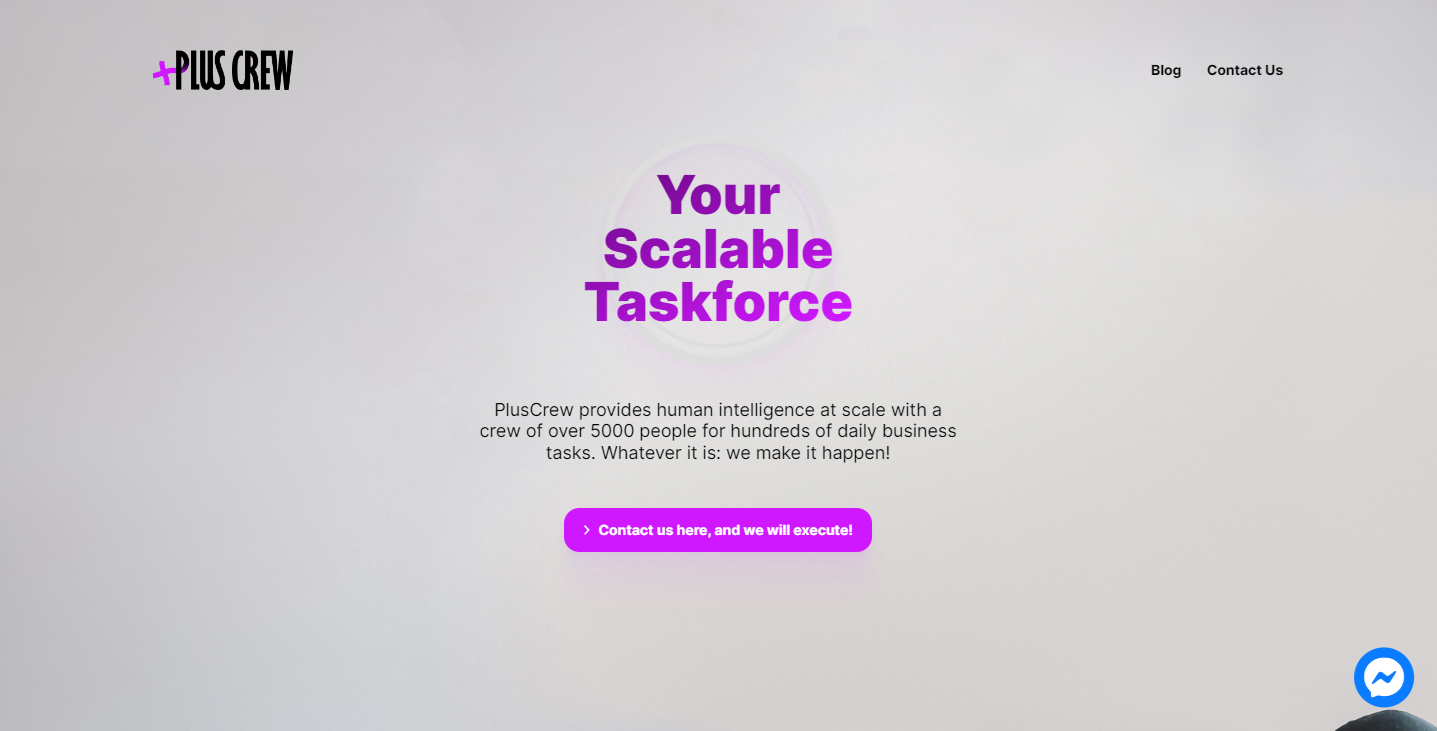 +PLUS CREW
Blog
Contact Us
Your
Scalable
Taskforce
PlusCrew provides human intelligence at scale with a
crew of over 5000 people for hundreds of daily business
tasks. Whatever it is: we make it happen!
Contact us here, and we will execute!